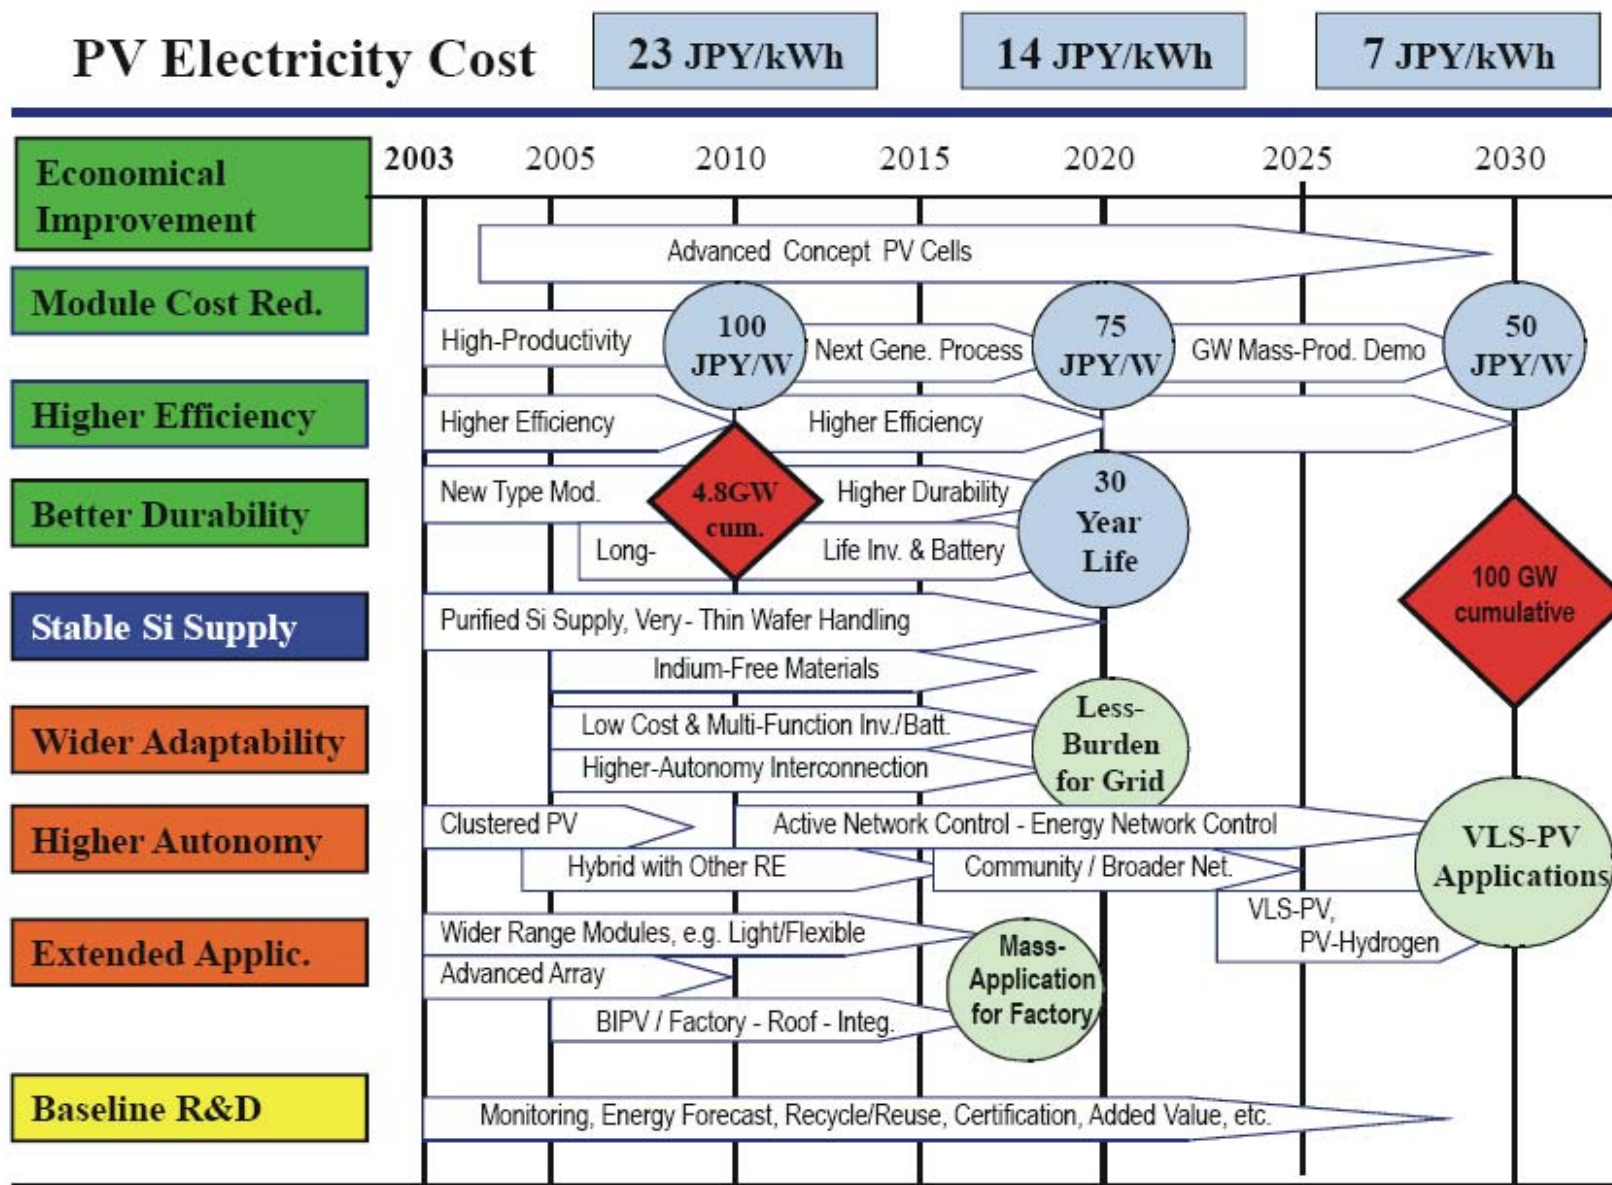 PV Electricity Cost
23 JPY/kWh
14 JPY/kWh
7 JPY/kWh
2003
2005
2010
2015
2020
2025
2030
Economical
Improvement
Advanced Concept PV Cells
Module Cost Red.
High-Productivity
100
JPY/W
Next Gene. Process
75
JPY/W
GW Mass-Prod. Demo
50
JPY/W
Higher Efficiency
Higher Efficiency
Higher Efficiency
Better Durability
New Type Mod.
4.8GW
cum.
Higher Durability
30
Year
Life
Long-
Life Inv. & Battery
100 GW
cumulative
Stable Si Supply
Purified Si Supply, Very - Thin Wafer Handling
Indium-Free Materials
Wider Adaptability
Low Cost & Multi-Function Inv./Batt.
Higher-Autonomy Interconnection
Less-
Burden
for Grid
Higher Autonomy
Clustered PV
Active Network Control - Energy Network Control
Hybrid with Other RE
Community / Broader Net.
VLS-PV
Applications
VLS-PV,
PV-Hydrogen
Extended Applic.
Wider Range Modules, e.g. Light/Flexible
Advanced Array
BIPV / Factory - Roof - Integ.
Mass-
Application
for Factory
Baseline R&D
Monitoring, Energy Forecast, Recycle/Reuse, Certification, Added Value, etc.